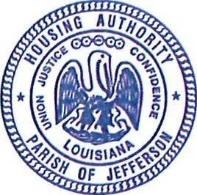 HOUSING AUTHORITY
PARISH OF JEFFERSON
UNION JUSTICE CONFIDENCE
LOUISIANA